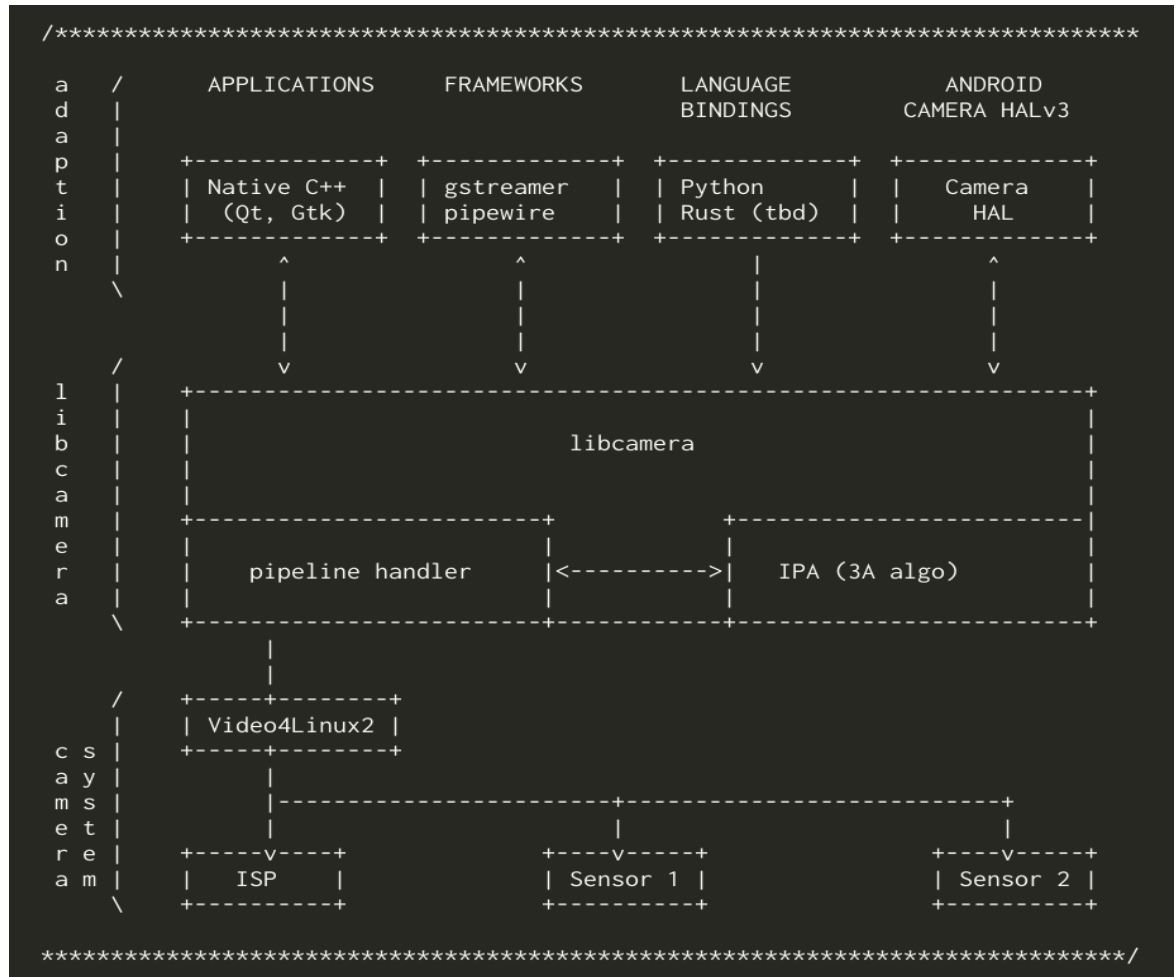 /*****************************************************************************
a / APPLICATIONS FRAMEWORKS LANGUAGE ANDROID
d | BINDINGS CAMERA HALv3
a |
p | +-------------+ +-------------+ +-------------+ +-------------+
t | | Native C++ | | gstreamer | | Python | | Camera |
i | | (Qt, Gtk) | | pipewire | | Rust (tbd) | | HAL |
o | +-------------+ +-------------+ +-------------+ +-------------+
n | ^ ^ | ^
\ | | | |
| | | |
| | | |
/ v v v v
l | +----------------------------------------------------------------+
i | | |
b | | libcamera |
c | | |
a | | |
m | +-------------------------+ +-------------------------|
e | | | | |
r | | pipeline handler |<---------->| IPA (3A algo) |
a | | | | |
\ +-------------------------+------------+-------------------------+
|
|
/ +-----+---------+
| | Video4Linux2 |
c s | +-----+---------+
a y | |
m s | |------------------------+---------------------------+
e t | | | |
r e | +-----v----+ +----v------+ +----v------+
a m | | ISP | | Sensor 1 | | Sensor 2 |
\ +----------+ +-----------+ +-----------+
*****************************************************************************/